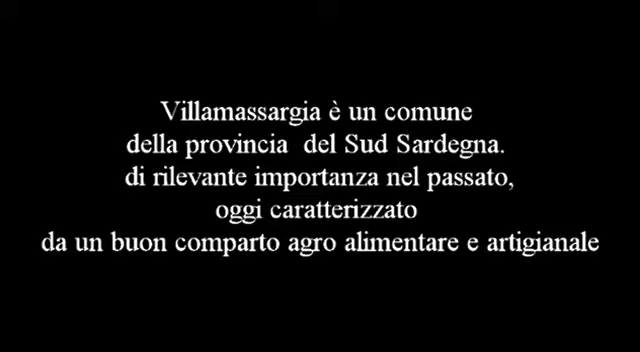 Villamassargia è un comune
della provincia  del Sud Sardegna.
di rilevante importanza nel passato,
oggi caratterizzato
da un buon comparto agro alimentare e artigianale